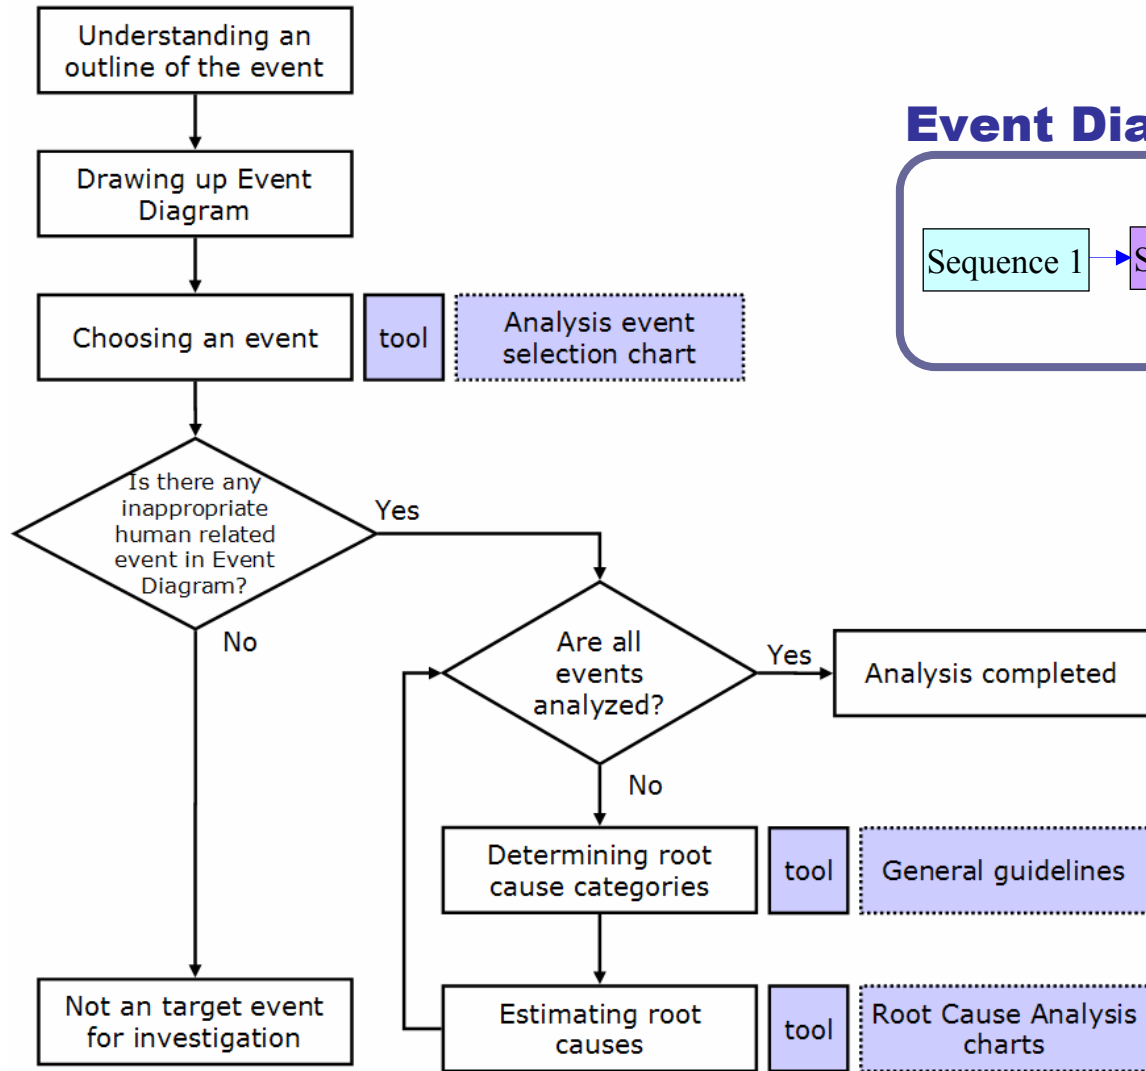 Understanding an
outline of the event
Drawing up Event
Diagram
Choosing an event
tool
Analysis event
selection chart
Is there any
inappropriate
human related
event in Event
Diagram?
Yes
No
Are all
events
analyzed?
Yes
Analysis completed
No
Determining root
cause categories
tool
General guidelines
Not an target event
for investigation
Estimating root
causes
tool
Root Cause Analysis
charts
Event
Sequence 1